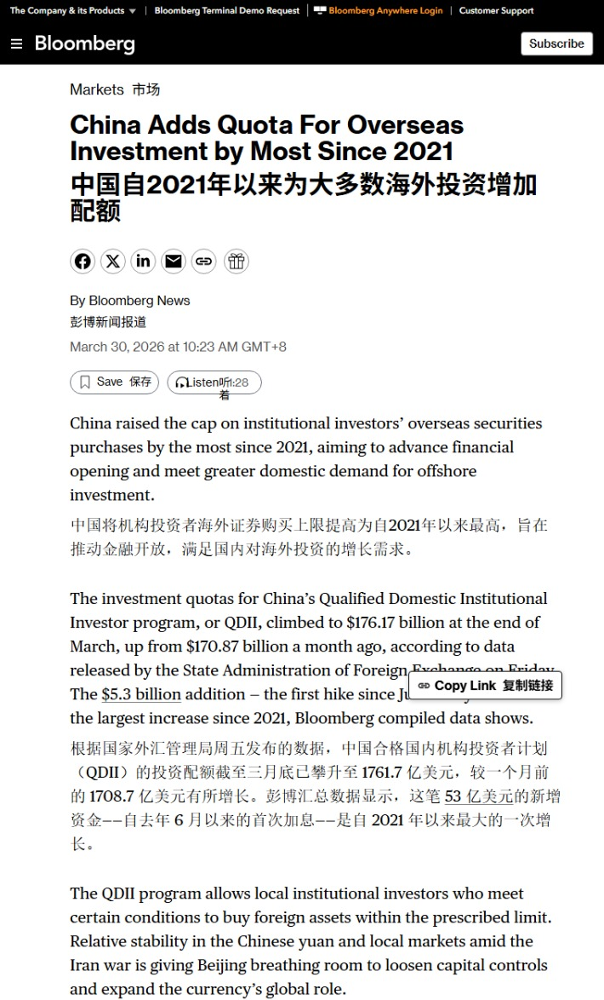 The Company & its Products
Bloomberg Terminal Demo Request
Bloomberg Anywhere Login
Customer Support
Bloomberg
Subscribe
Markets 市场
China Adds Quota For Overseas
Investment by Most Since 2021
中国自2021年以来为大多数海外投资增加
配额
By Bloomberg News
彭博新闻报道
March 30, 2026 at 10:23 AM GMT+8
Save 保存
Listen听1:28
着
China raised the cap on institutional investors’ overseas securities
purchases by the most since 2021, aiming to advance financial
opening and meet greater domestic demand for offshore
investment.
中国将机构投资者海外证券购买上限提高为自2021年以来最高，旨在
推动金融开放，满足国内对海外投资的增长需求。
The investment quotas for China’s Qualified Domestic Institutional
Investor program, or QDII, climbed to $176.17 billion at the end of
March, up from $170.87 billion a month ago, according to data
released by the State Administration of Foreign Exchange on Friday.
The $5.3 billion addition – the first hike since
Copy Link 复制链接
the largest increase since 2021, Bloomberg compiled data shows.
根据国家外汇管理局周五发布的数据，中国合格国内机构投资者计划
（QDII）的投资配额截至三月底已攀升至 1761.7 亿美元，较一个月前
的 1708.7 亿美元有所增长。彭博汇总数据显示，这笔 53 亿美元的新增
资金——自去年 6 月以来的首次加息——是自 2021 年以来最大的一次增
长。
The QDII program allows local institutional investors who meet
certain conditions to buy foreign assets within the prescribed limit.
Relative stability in the Chinese yuan and local markets amid the
Iran war is giving Beijing breathing room to loosen capital controls
and expand the currency’s global role.